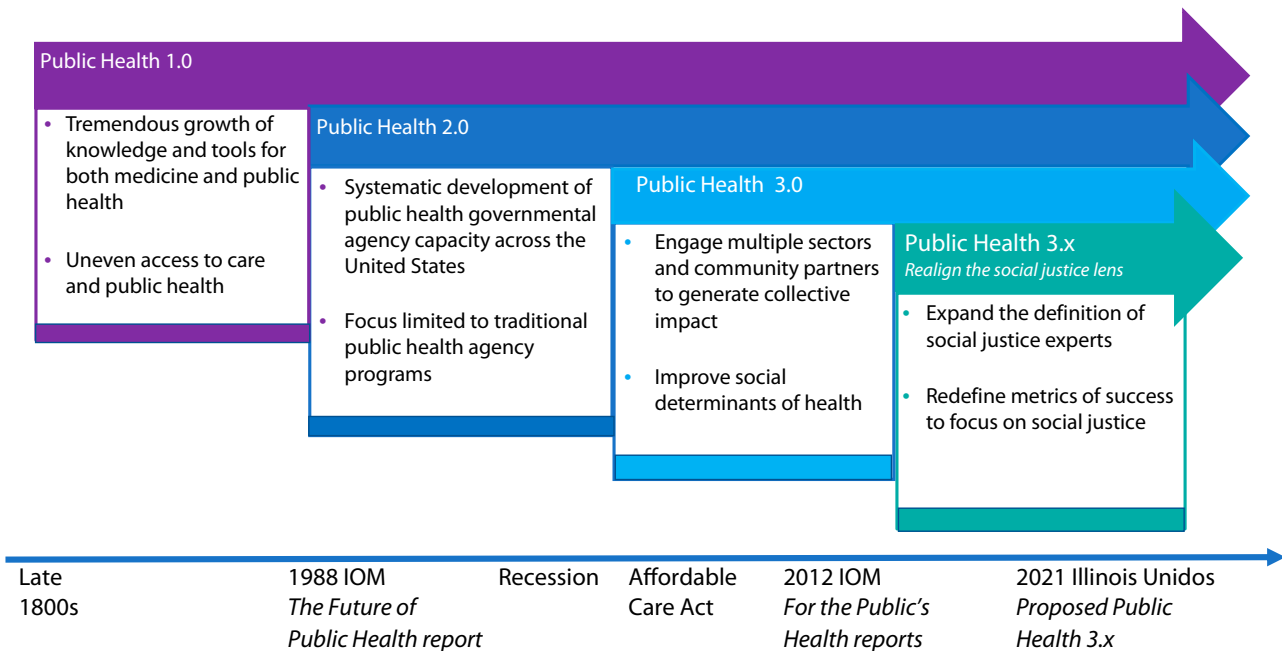 Public Health 1.0
• Tremendous growth of
knowledge and tools for
both medicine and public
health
• Uneven access to care
and public health
Public Health 2.0
• Systematic development of
public health governmental
agency capacity across the
United States
• Focus limited to traditional
public health agency
programs
Public Health 3.0
• Engage multiple sectors
and community partners
to generate collective
impact
• Improve social
determinants of health
Public Health 3.x
Realign the social justice lens
• Expand the definition of
social justice experts
• Redefine metrics of success
to focus on social justice
Late
1800s
1988 IOM
The Future of
Public Health report
Recession
Affordable
Care Act
2012 IOM
For the Public’s
Health reports
2021 Illinois Unidos
Proposed Public
Health 3.x